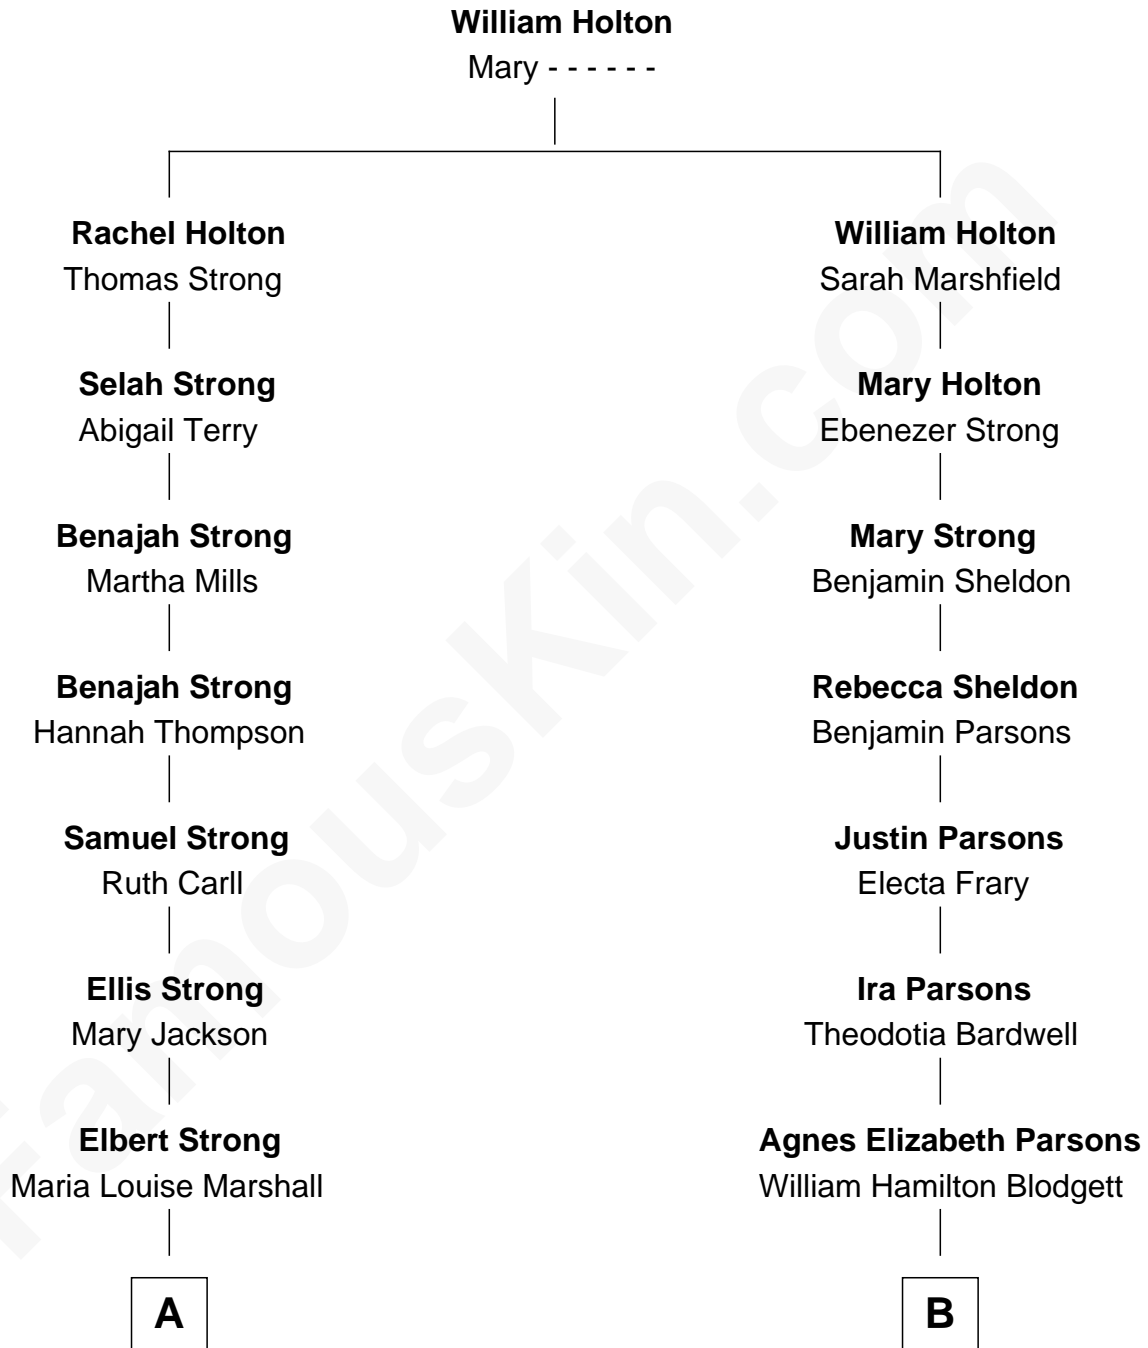 William Holton
Mary - - - - - -
Rachel Holton
Thomas Strong
William Holton
Sarah Marshfield
Selah Strong
Abigail Terry
Mary Holton
Ebenezer Strong
Benajah Strong
Martha Mills
Mary Strong
Benjamin Sheldon
Benajah Strong
Hannah Thompson
Rebecca Sheldon
Benjamin Parsons
Samuel Strong
Ruth Carll
Justin Parsons
Electa Frary
Ellis Strong
Mary Jackson
Ira Parsons
Theodotia Bardwell
Elbert Strong
Maria Louise Marshall
Agnes Elizabeth Parsons
William Hamilton Blodgett
A
B
FamousKin.com